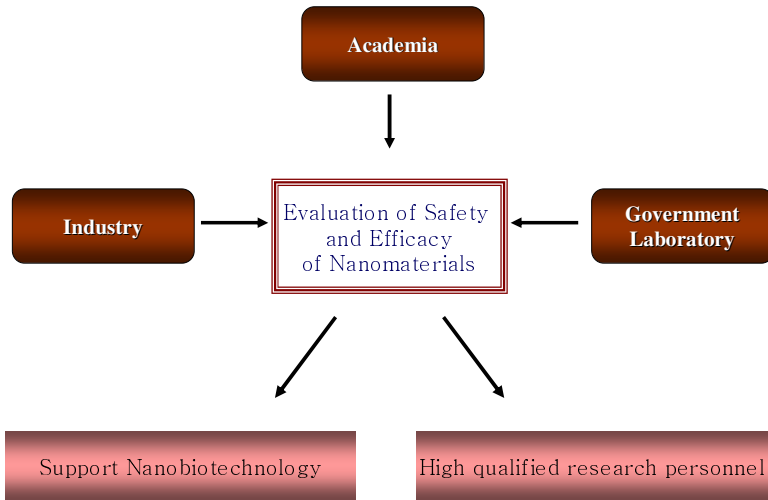 Academia
Industry
Evaluation of Safety
and Efficacy
of Nanomaterials
Government
Laboratory
Support Nanobiotechnology
High qualified research personnel